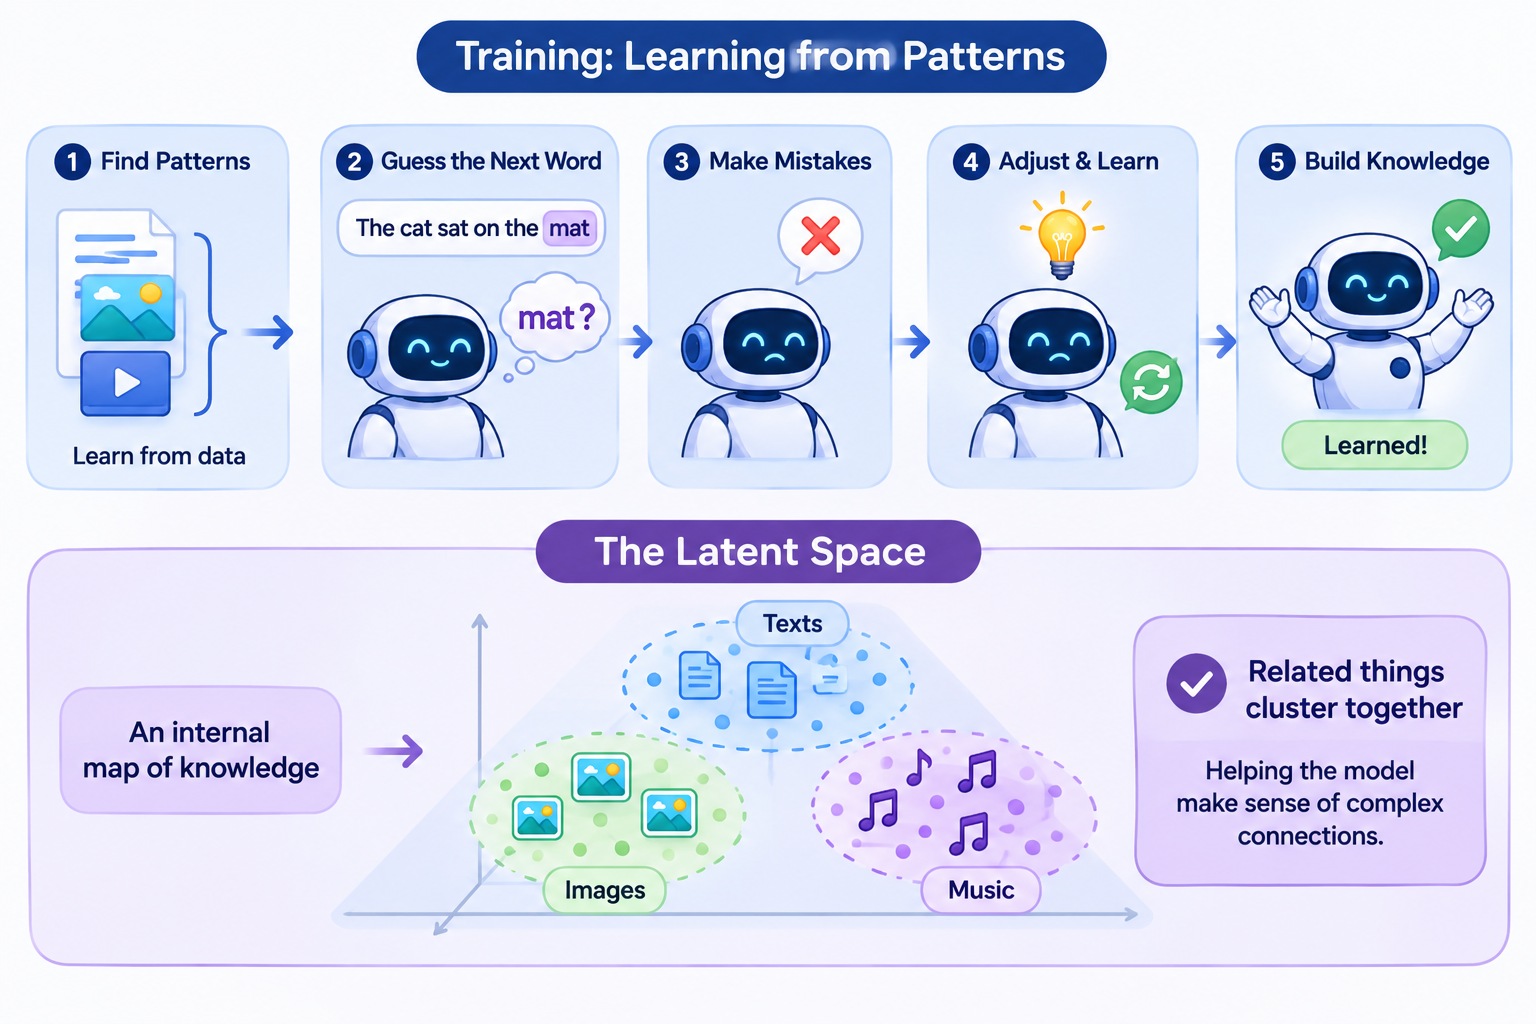 Training: Learning from Patterns
1 Find Patterns
Learn from data
2 Guess the Next Word
The cat sat on the mat
mat?
3 Make Mistakes
4 Adjust & Learn
5 Build Knowledge
Learned!
The Latent Space
An internal
map of knowledge
Texts
Images
Music
Related things
cluster together
Helping the model
make sense of complex
connections.